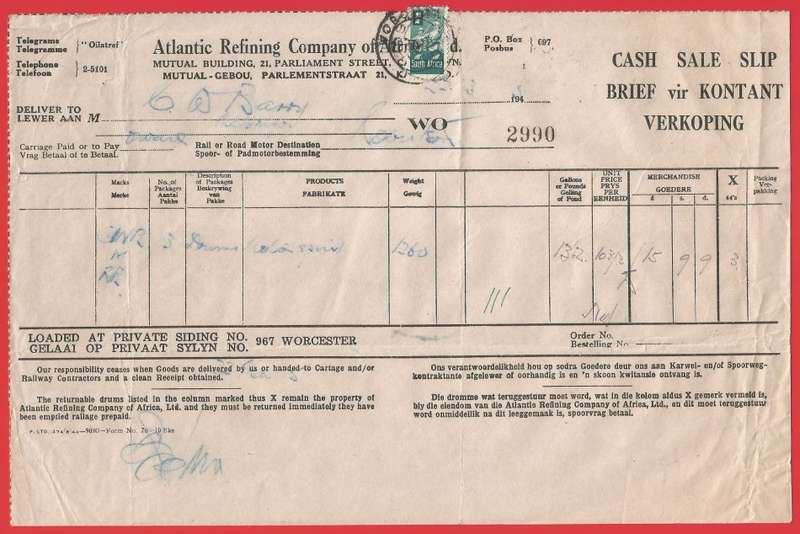 Telegrams
Telegramme } "Oilatref"
Telephone
Telefoon } 2-5101
Atlantic Refining Company of
MUTUAL BUILDING, 21, PARLIAMENT STREET,
MUTUAL-GEBOU, PARLEMENTSTRAAT 21,
South Africa
P.O. Box
Posbus } 697
CASH SALE SLIP
BRIEF vir KONTANT
VERKOPING
DELIVER TO
LEWER AAN M C D Barry
194
WO 2990
Carriage Paid or to Pay
Vrag Betaal of te Betaal.
Rail or Road Motor Destination
Spoor- of Padmotorbestemming
Marks
Merke
No. of Packages
Aantal Pakke
Description of Packages
Beskrywing van Pakke
PRODUCTS
FABRIKATE
Weight
Gewig
Gallons or Pounds
Gelling of Pond
UNIT PRICE
PRYS PER EENHEID
MERCHANDISE
GOEDERE
£ s. d.
X
44's
Packing
Verpakking
3 Drums 1260 132 15 9 9 3
LOADED AT PRIVATE SIDING NO.
GELAAI OP PRIVAAT SYLYN NO. 967 WORCESTER
Order No.
Bestelling No
Our responsibility ceases when Goods are delivered by us or handed to Cartage and/or
Railway Contractors and a clean Receipt obtained.
Ons verantwoordelikheid hou op sodra Goedere deur ons aan Karwei- en/of Spoorweg-
kontraktante afgelewer of oorhandig is en 'n skoon kwitansie ontvang is.
The returnable drums listed in the column marked thus X remain the property of
Atlantic Refining Company of Africa, Ltd. and they must be returned immediately they have
been emptied railage prepaid.
Die dromme wat teruggestuur moet word, wat in die kolom aldus X gemerk vermeld is,
bly die eiendom van die Atlantic Refining Company of Africa, Ltd., en dit moet teruggestuur
word onmiddellik na dit leeggemaak is, spoorvrag betaal.